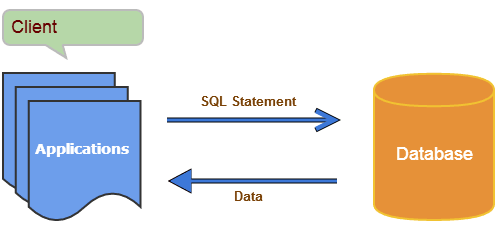 Client
SQL Statement
Applications
Database
Data